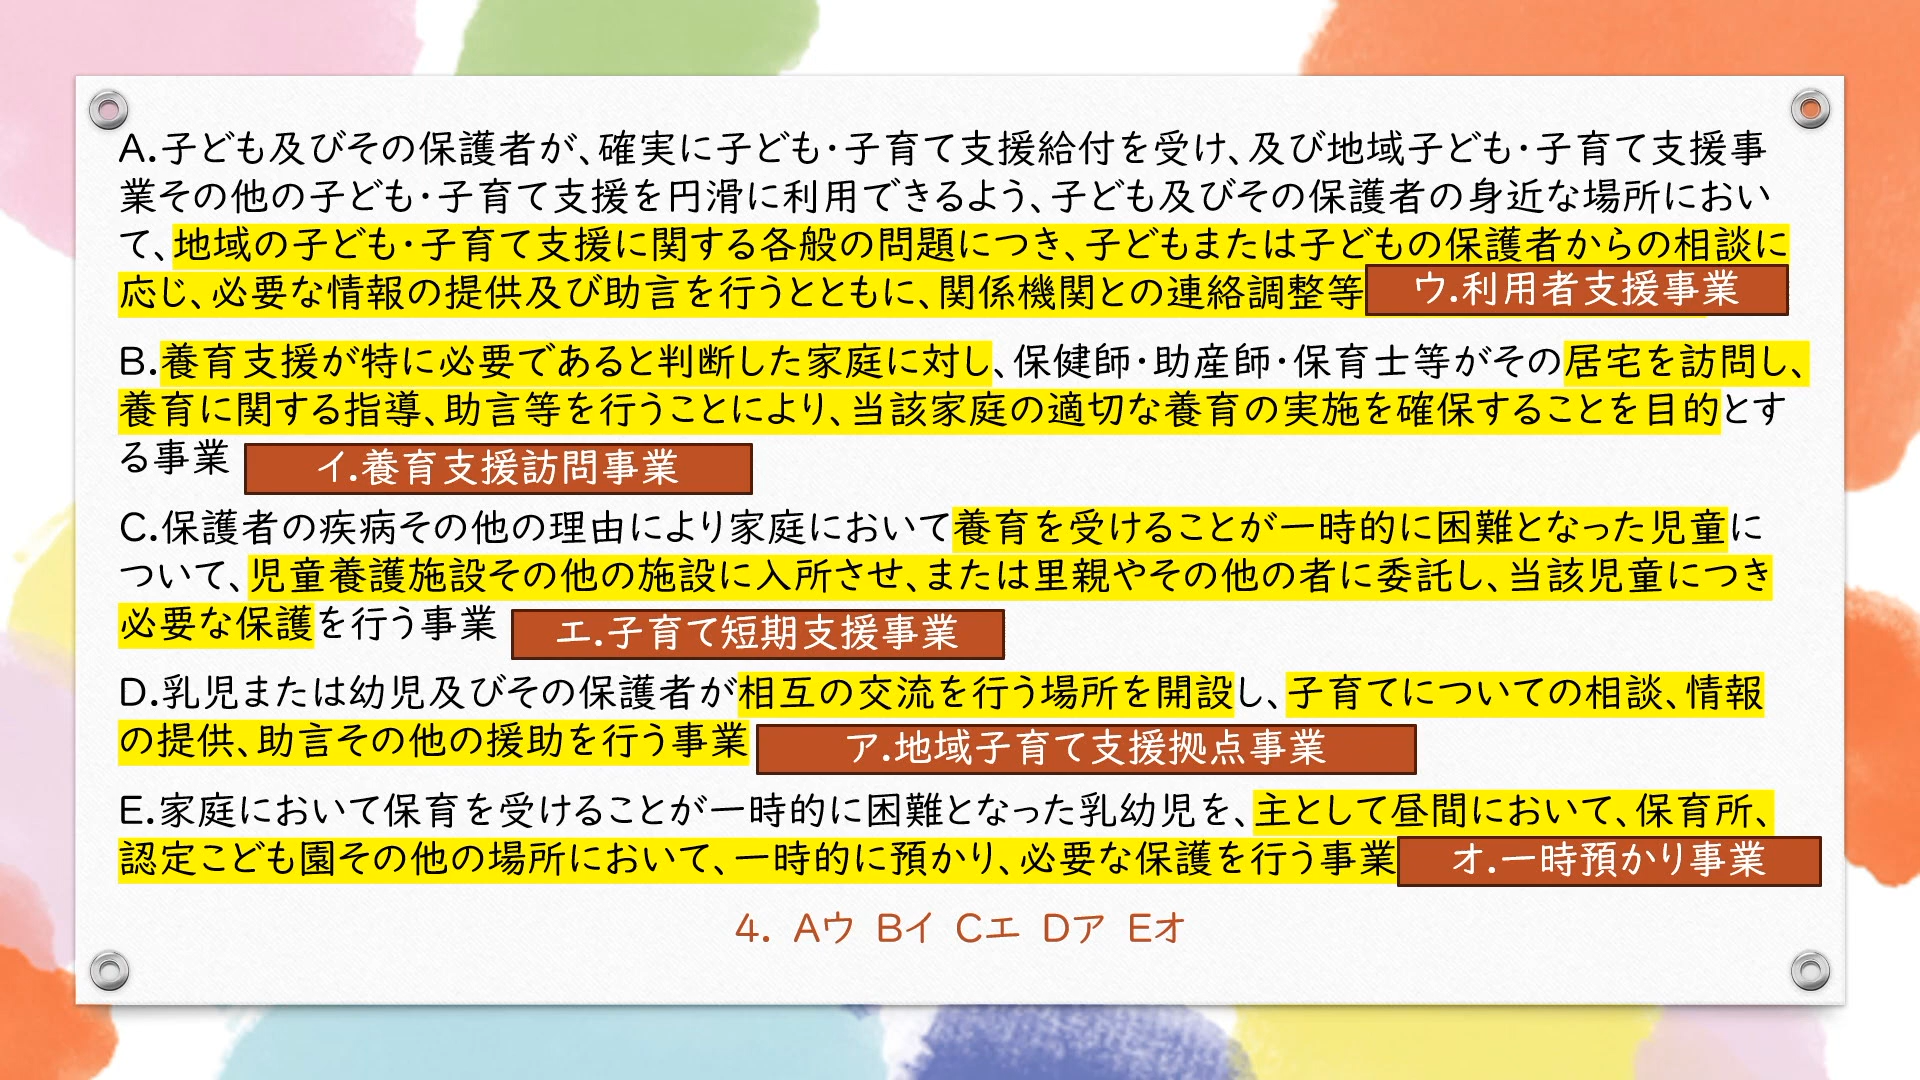 A.子ども及びその保護者が、確実に子ども・子育て支援給付を受け、及び地域子ども・子育て支援事
業その他の子ども・子育て支援を円滑に利用できるよう、子ども及びその保護者の身近な場所におい
て、地域の子ども・子育て支援に関する各般の問題につき、子どもまたは子どもの保護者からの相談に
応じ、必要な情報の提供及び助言を行うとともに、関係機関との連絡調整等 ウ.利用者支援事業
B.養育支援が特に必要であると判断した家庭に対し、保健師・助産師・保育士等がその居宅を訪問し、
養育に関する指導、助言等を行うことにより、当該家庭の適切な養育の実施を確保することを目的とす
る事業 イ.養育支援訪問事業
C.保護者の疾病その他の理由により家庭において養育を受けることが一時的に困難となった児童に
ついて、児童養護施設その他の施設に入所させ、または里親やその他の者に委託し、当該児童につき
必要な保護を行う事業 エ.子育て短期支援事業
D.乳児または幼児及びその保護者が相互の交流を行う場所を開設し、子育てについての相談、情報
の提供、助言その他の援助を行う事業 ア.地域子育て支援拠点事業
E.家庭において保育を受けることが一時的に困難となった乳幼児を、主として昼間において、保育所、
認定こども園その他の場所において、一時的に預かり、必要な保護を行う事業 オ.一時預かり事業
4. Aウ Bイ Cエ Dア Eオ